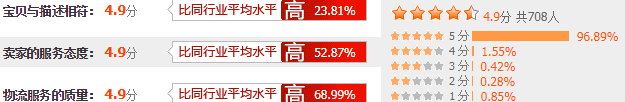 宝贝与描述相符： 4.9分 比同行业平均水平 高 23.81%
卖家的服务态度： 4.9分 比同行业平均水平 高 52.87%
物流服务的质量： 4.9分 比同行业平均水平 高 68.99%
4.9分 共708人
5 分 96.89%
4 分 1.55%
3 分 0.42%
2 分 0.28%
1 分 0.85%